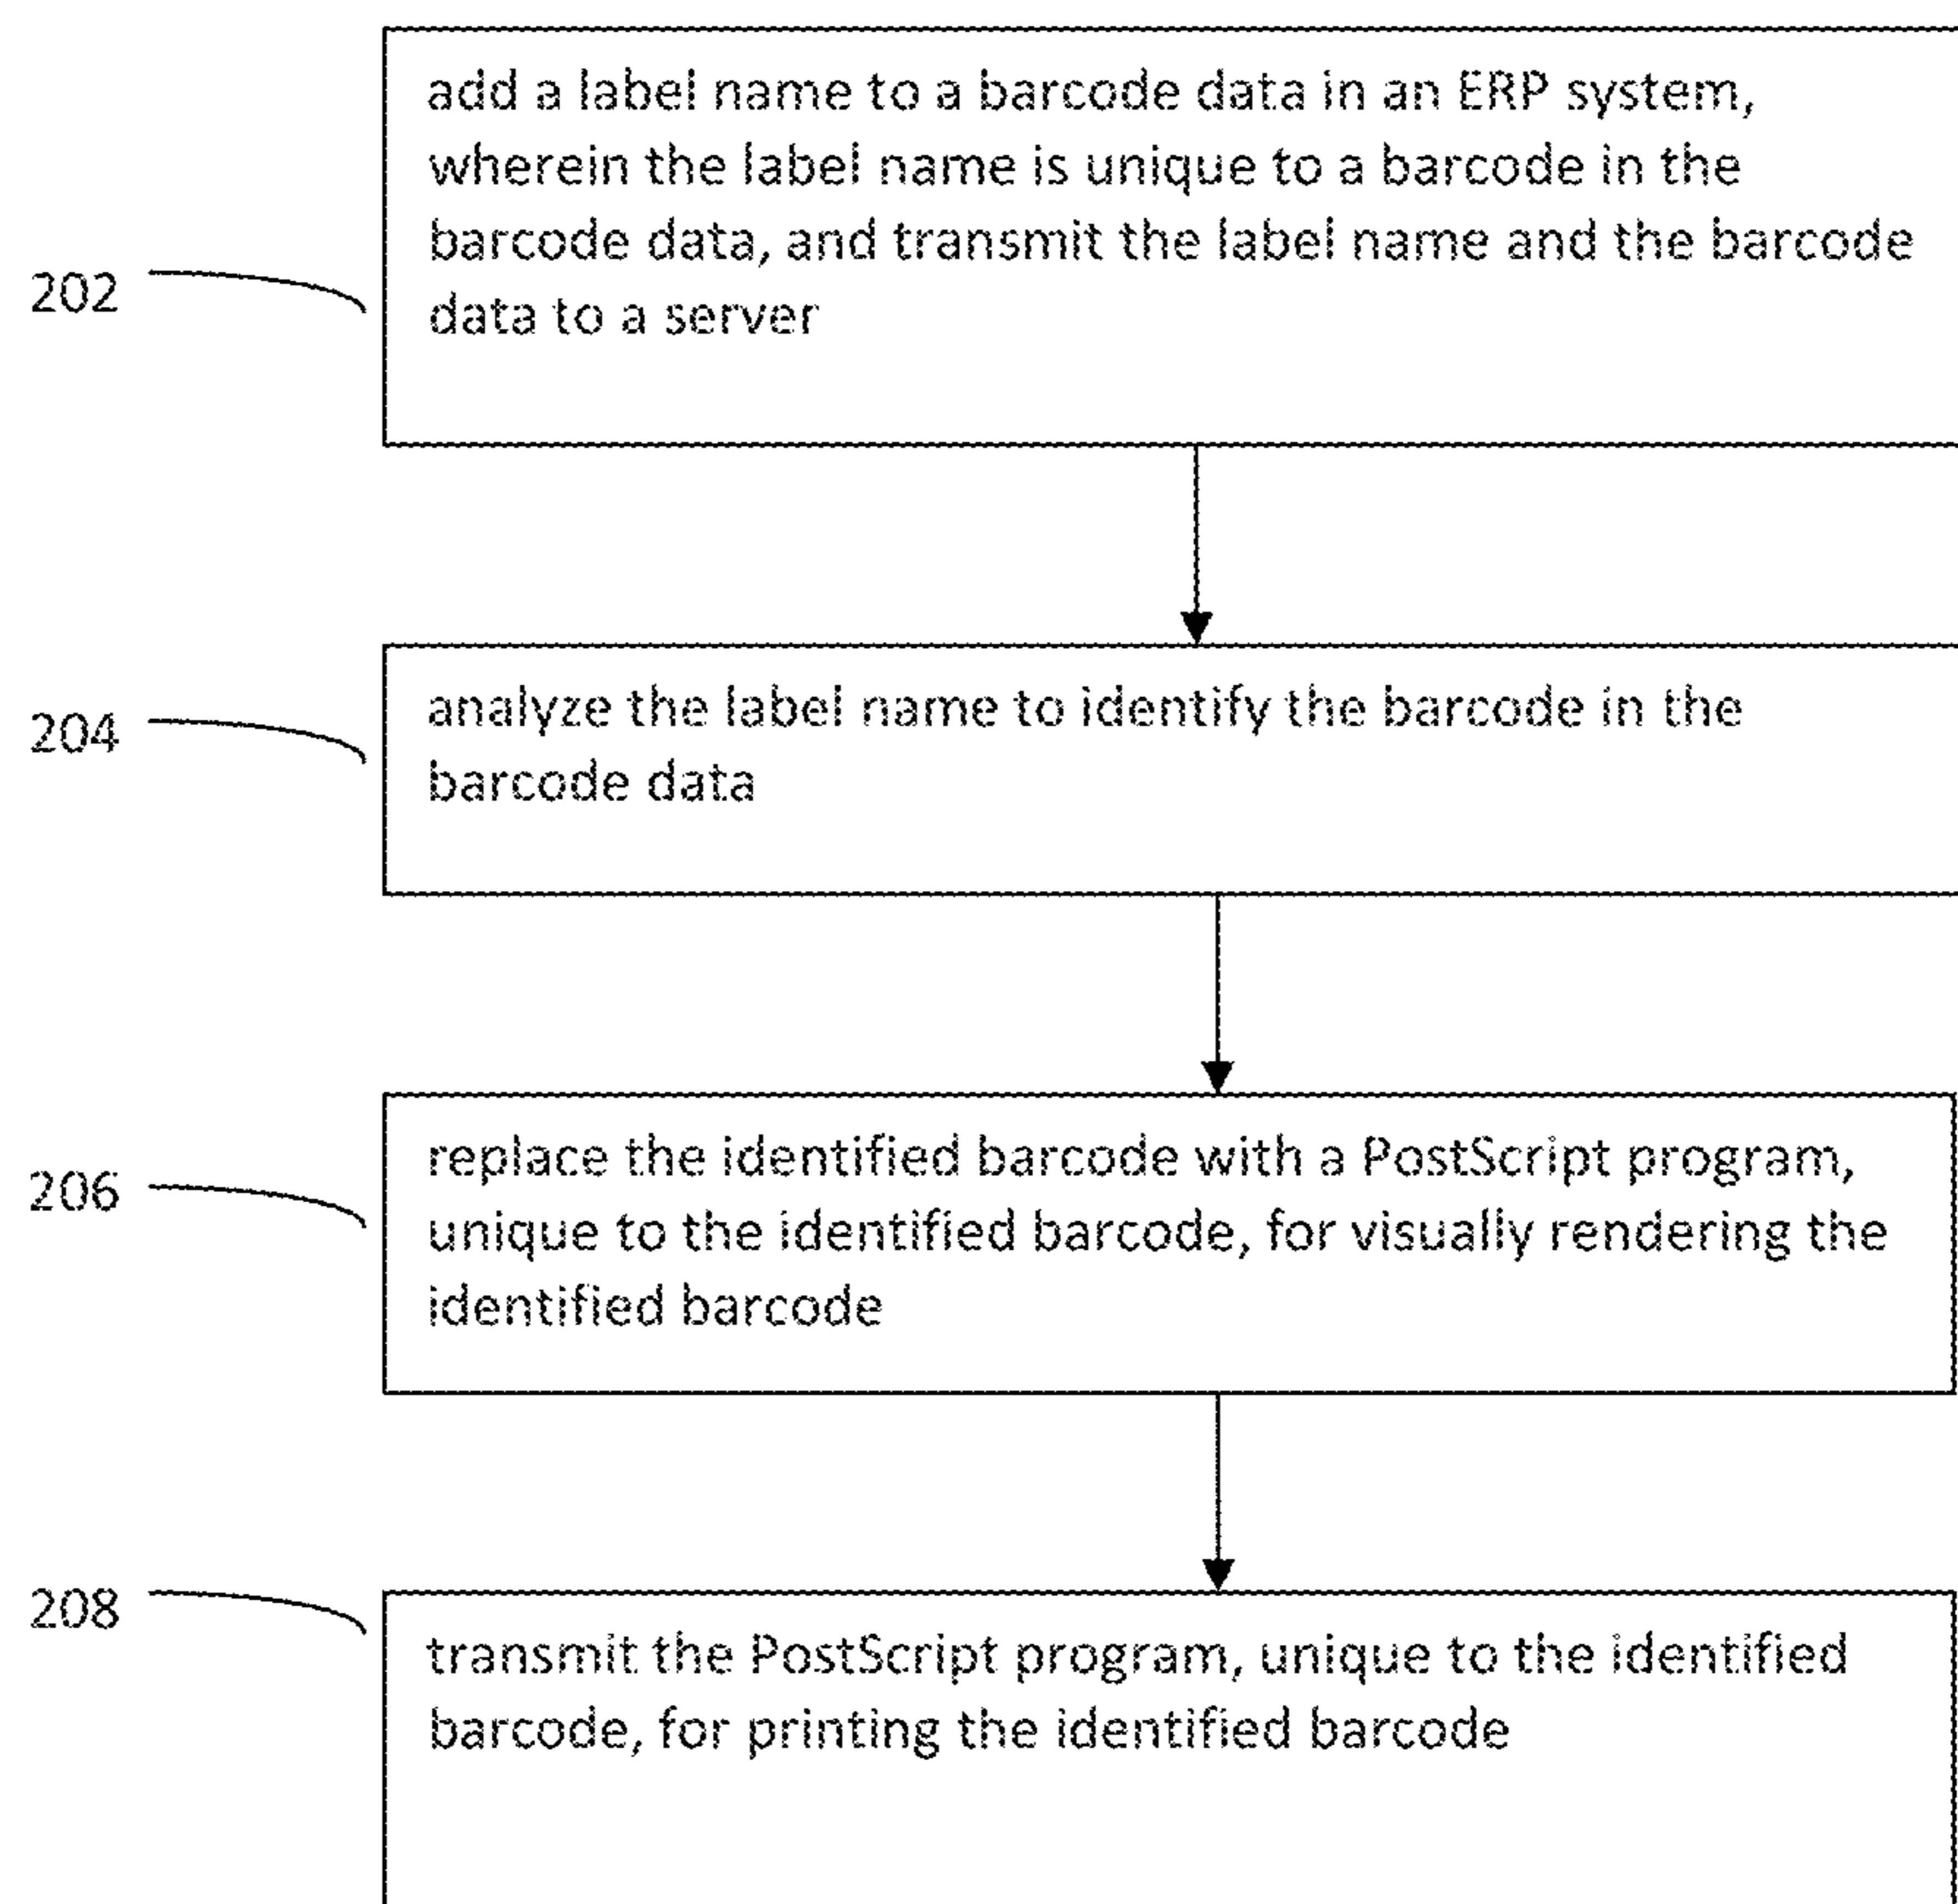 add a label name to a barcode data in an ERP system,
wherein the label name is unique to a barcode in the
barcode data, and transmit the label name and the barcode
data to a server
202
analyze the label name to identify the barcode in the
barcode data
204
replace the identified barcode with a PostScript program,
unique to the identified barcode, for visually rendering the
identified barcode
206
208
transmit the PostScript program, unique to the identified
barcode, for printing the identified barcode